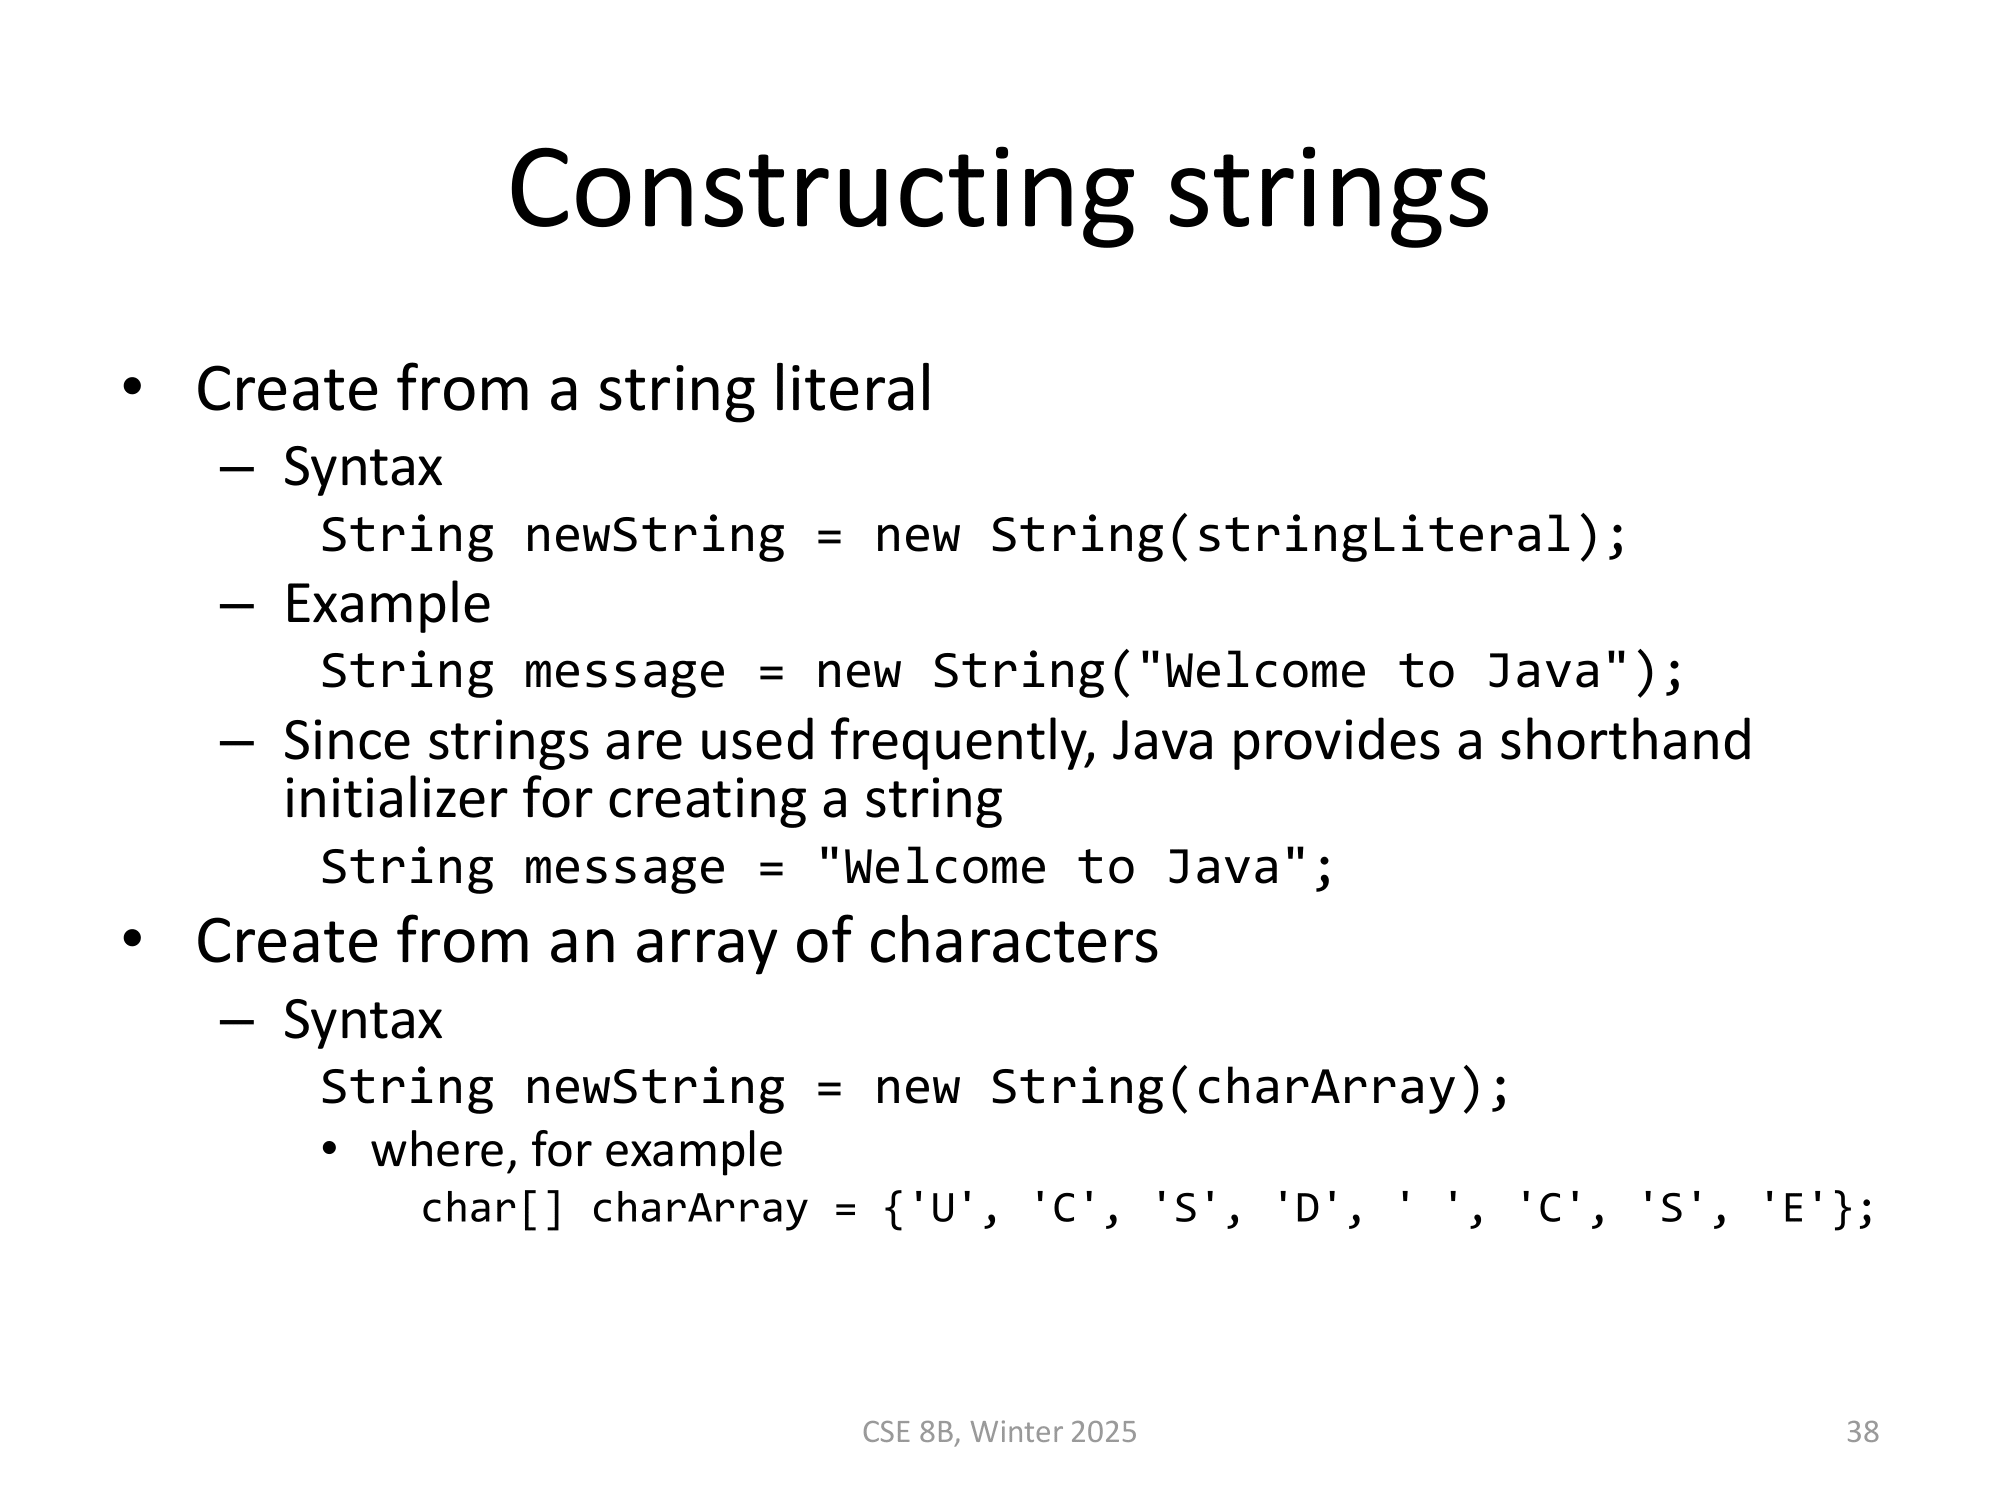 Constructing strings
• Create from a string literal
– Syntax
String newString = new String(stringLiteral);
– Example
String message = new String("Welcome to Java");
– Since strings are used frequently, Java provides a shorthand
initializer for creating a string
String message = "Welcome to Java";
• Create from an array of characters
– Syntax
String newString = new String(charArray);
• where, for example
char[] charArray = {'U', 'C', 'S', 'D', ' ', 'C', 'S', 'E'};
CSE 8B, Winter 2025
38